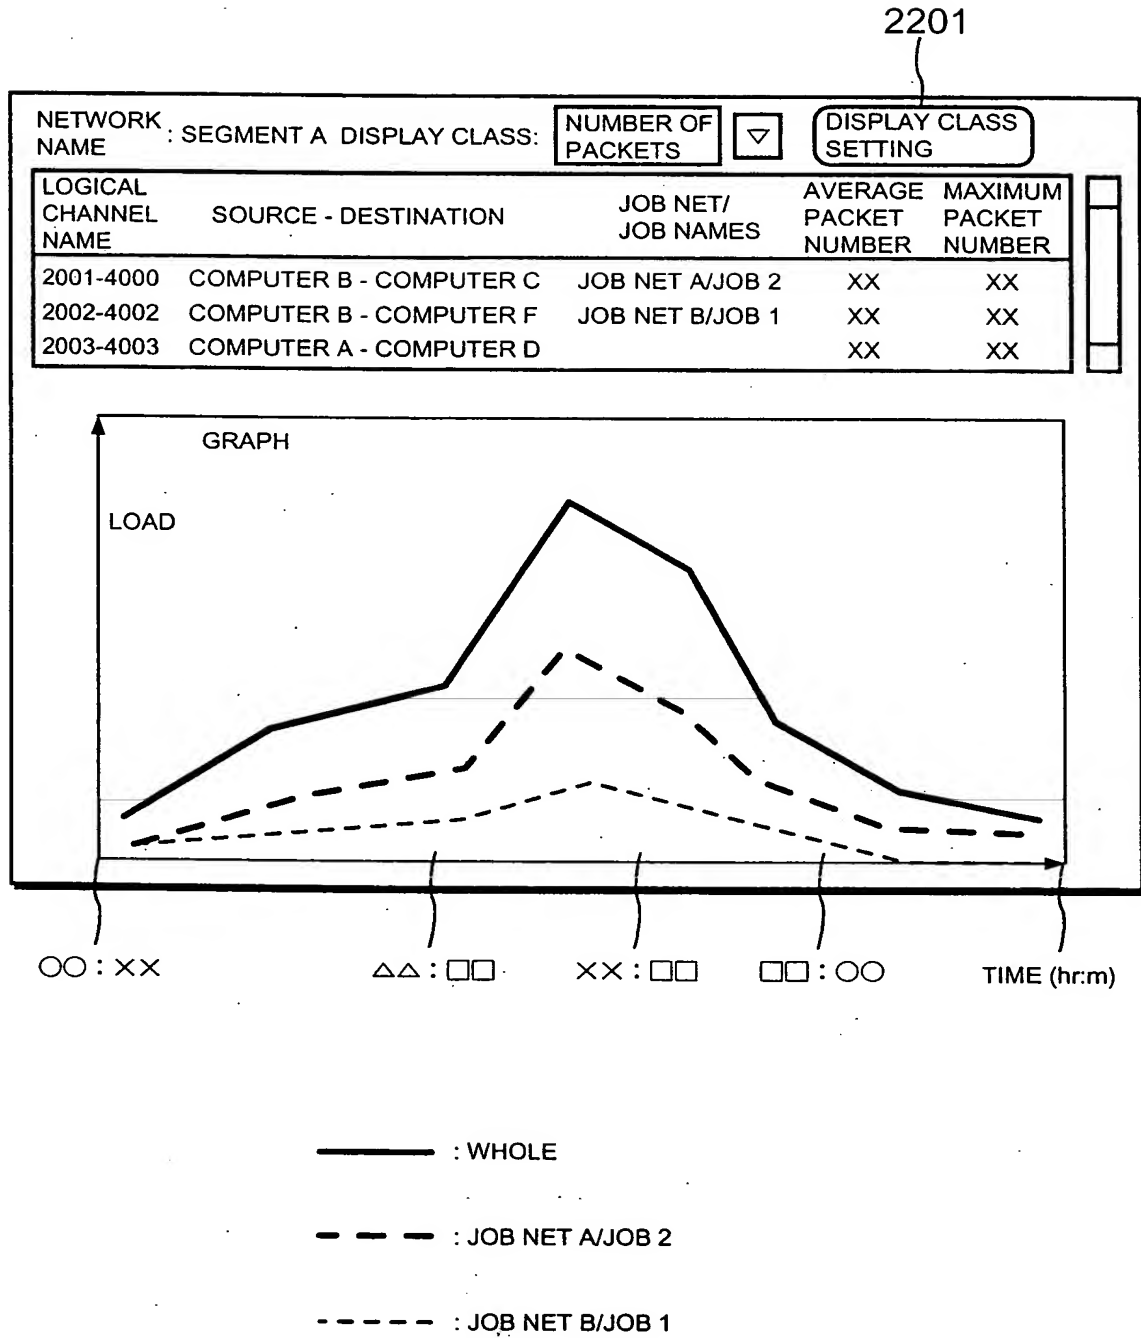 2201
NETWORK NAME : SEGMENT A DISPLAY CLASS: NUMBER OF PACKETS ▽ DISPLAY CLASS SETTING
LOGICAL CHANNEL NAME SOURCE - DESTINATION JOB NET/ JOB NAMES AVERAGE PACKET NUMBER MAXIMUM PACKET NUMBER
2001-4000 COMPUTER B - COMPUTER C JOB NET A/JOB 2 XX XX
2002-4002 COMPUTER B - COMPUTER F JOB NET B/JOB 1 XX XX
2003-4003 COMPUTER A - COMPUTER D XX XX
GRAPH
LOAD
○○ : ×× △△ : □□ ×× : □□ □□ : ○○ TIME (hr:m)
: WHOLE
: JOB NET A/JOB 2
: JOB NET B/JOB 1